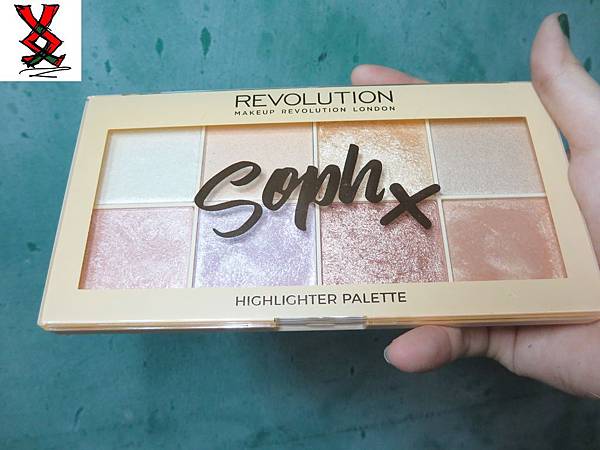 REVOLUTION
MAKEUP REVOLUTION LONDON
Soph x
HIGHLIGHTER PALETTE